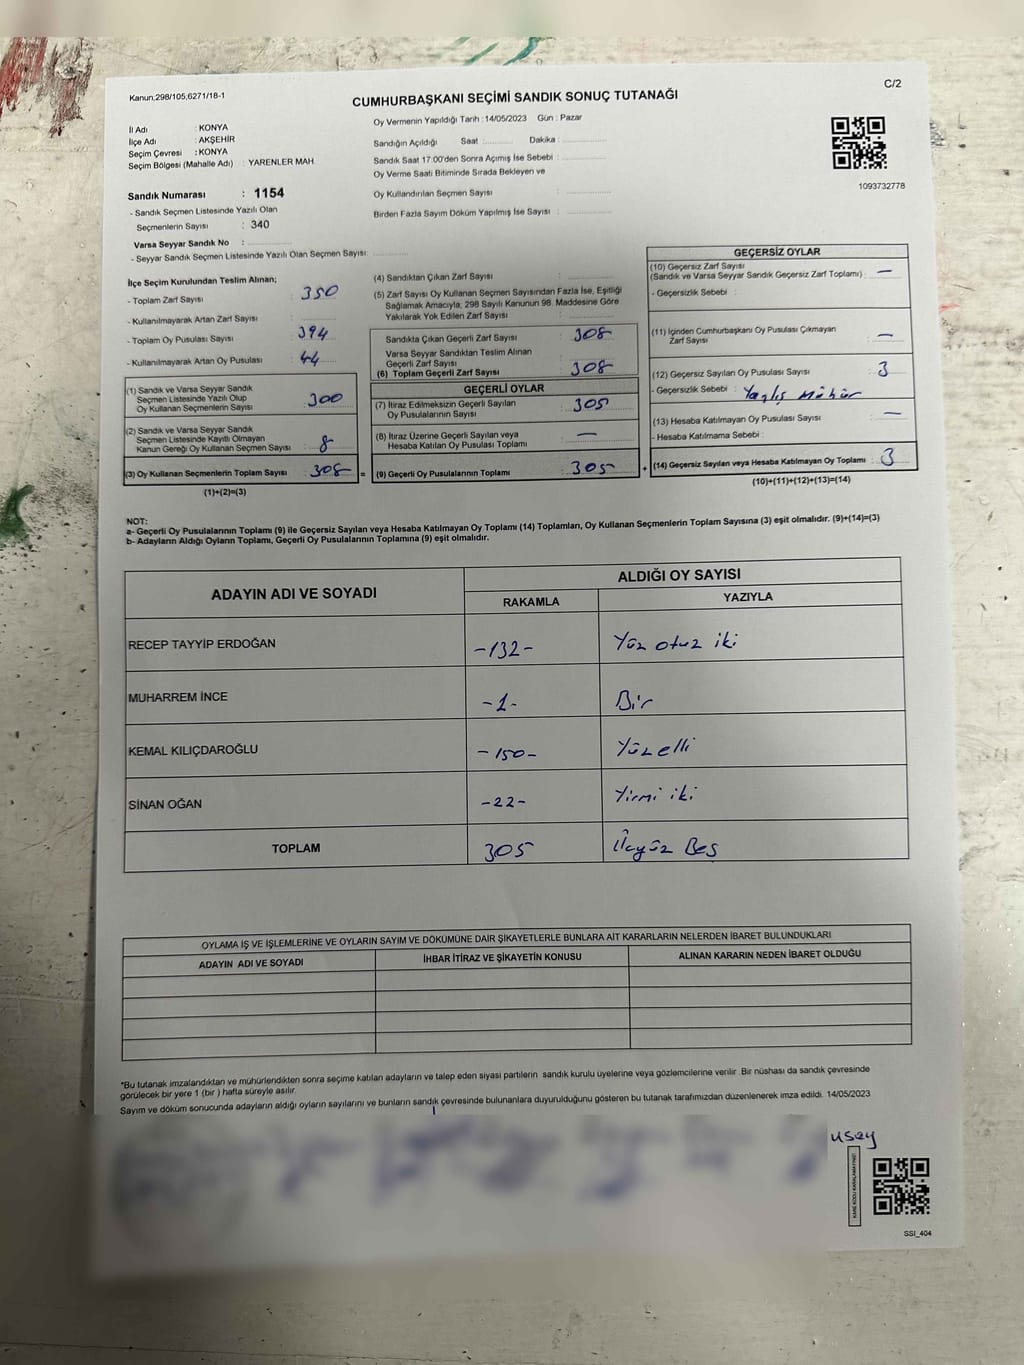 Kanun;298/105;6271/18-1
C/2
CUMHURBAŞKANI SEÇİMİ SANDIK SONUÇ TUTANAĞI
Oy Vermenin Yapıldığı Tarih : 14/05/2023 Gün : Pazar
İl Adı : KONYA
İlçe Adı : AKŞEHİR
Seçim Çevresi : KONYA
Seçim Bölgesi (Mahalle Adı) : YARENLER MAH
Sandığın Açıldığı Saat : Dakika :
Sandık Saat 17:00'den Sonra Açımış İse Sebebi :
Oy Verme Saati Bitiminde Sırada Bekleyen ve
Oy Kullandırılan Seçmen Sayısı :
Birden Fazla Sayım Döküm Yapılmış İse Sayısı :
1093732778
Sandık Numarası : 1154
- Sandık Seçmen Listesinde Yazılı Olan
Seçmenlerin Sayısı : 340
Varsa Seyyar Sandık No :
- Seyyar Sandık Seçmen Listesinde Yazılı Olan Seçmen Sayısı:
İlçe Seçim Kurulundan Teslim Alınan;
- Toplam Zarf Sayısı : 350
- Kullanılmayarak Artan Zarf Sayısı :
- Toplam Oy Pusulası Sayısı : 394
- Kullanılmayarak Artan Oy Pusulası : 44
(1) Sandık ve Varsa Seyyar Sandık
Seçmen Listesinde Yazılı Olup
Oy Kullanan Seçmenlerin Sayısı : 300
(2) Sandık ve Varsa Seyyar Sandık
Seçmen Listesinde Kayıtlı Olmayan
Kanun Gereği Oy Kullanan Seçmen Sayısı : 8
(3) Oy Kullanan Seçmenlerin Toplam Sayısı : 308 =
(1)+(2)=(3)
(4) Sandıktan Çıkan Zarf Sayısı :
(5) Zarf Sayısı Oy Kullanan Seçmen Sayısından Fazla İse, Eşitliği
Sağlamak Amacıyla, 298 Sayılı Kanunun 98. Maddesine Göre
Yakılarak Yok Edilen Zarf Sayısı :
Sandıkta Çıkan Geçerli Zarf Sayısı : 308
Varsa Seyyar Sandıktan Teslim Alınan
Geçerli Zarf Sayısı :
(6) Toplam Geçerli Zarf Sayısı : 308
GEÇERLİ OYLAR
(7) İtiraz Edilmeksizin Geçerli Sayılan
Oy Pusulalarının Sayısı : 305
(8) İtiraz Üzerine Geçerli Sayılan veya
Hesaba Katılan Oy Pusulası Toplamı : —
(9) Geçerli Oy Pusulalarının Toplamı : 305 +
GEÇERSİZ OYLAR
(10) Geçersiz Zarf Sayısı
(Sandık ve Varsa Seyyar Sandık Geçersiz Zarf Toplamı) : —
- Geçersizlik Sebebi :
(11) İçinden Cumhurbaşkanı Oy Pusulası Çıkmayan
Zarf Sayısı : —
(12) Geçersiz Sayılan Oy Pusulası Sayısı : 3
- Geçersizlik Sebebi : Yanlış Mühür
(13) Hesaba Katılmayan Oy Pusulası Sayısı : —
- Hesaba Katılmama Sebebi :
(14) Geçersiz Sayılan veya Hesaba Katılmayan Oy Toplamı : 3
(10)+(11)+(12)+(13)=(14)
NOT:
a- Geçerli Oy Pusulalarının Toplamı (9) ile Geçersiz Sayılan veya Hesaba Katılmayan Oy Toplamı (14) Toplamları, Oy Kullanan Seçmenlerin Toplam Sayısına (3) eşit olmalıdır. (9)+(14)=(3)
b- Adayların Aldığı Oyların Toplamı, Geçerli Oy Pusulalarının Toplamına (9) eşit olmalıdır.
ADAYIN ADI VE SOYADI
ALDIĞI OY SAYISI
RAKAMLA YAZIYLA
RECEP TAYYİP ERDOĞAN -132- Yüz otuz iki
MUHARREM İNCE -1- Bir
KEMAL KILIÇDAROĞLU -150- Yüzelli
SİNAN OĞAN -22- Yirmi iki
TOPLAM 305 Üçyüz Beş
OYLAMA İŞ VE İŞLEMLERİNE VE OYLARIN SAYIM VE DÖKÜMÜNE DAİR ŞİKAYETLERLE BUNLARA AİT KARARLARIN NELERDEN İBARET BULUNDUKLARI
ADAYIN ADI VE SOYADI İHBAR İTİRAZ VE ŞİKAYETİN KONUSU ALINAN KARARIN NEDEN İBARET OLDUĞU
*Bu tutanak imzalandıktan ve mühürlendikten sonra seçime katılan adayların ve talep eden siyasi partilerin sandık kurulu üyelerine veya gözlemcilerine verilir .Bir nüshası da sandık çevresinde
görülecek bir yere 1 (bir ) hafta süreyle asılır.
Sayım ve döküm sonucunda adayların aldığı oyların sayılarını ve bunların sandık çevresinde bulunanlara duyurulduğunu gösteren bu tutanak tarafımızdan düzenlenerek imza edildi. 14/05/2023
usey
KARE KODU KARALAMAYINIZ!
SSI_404